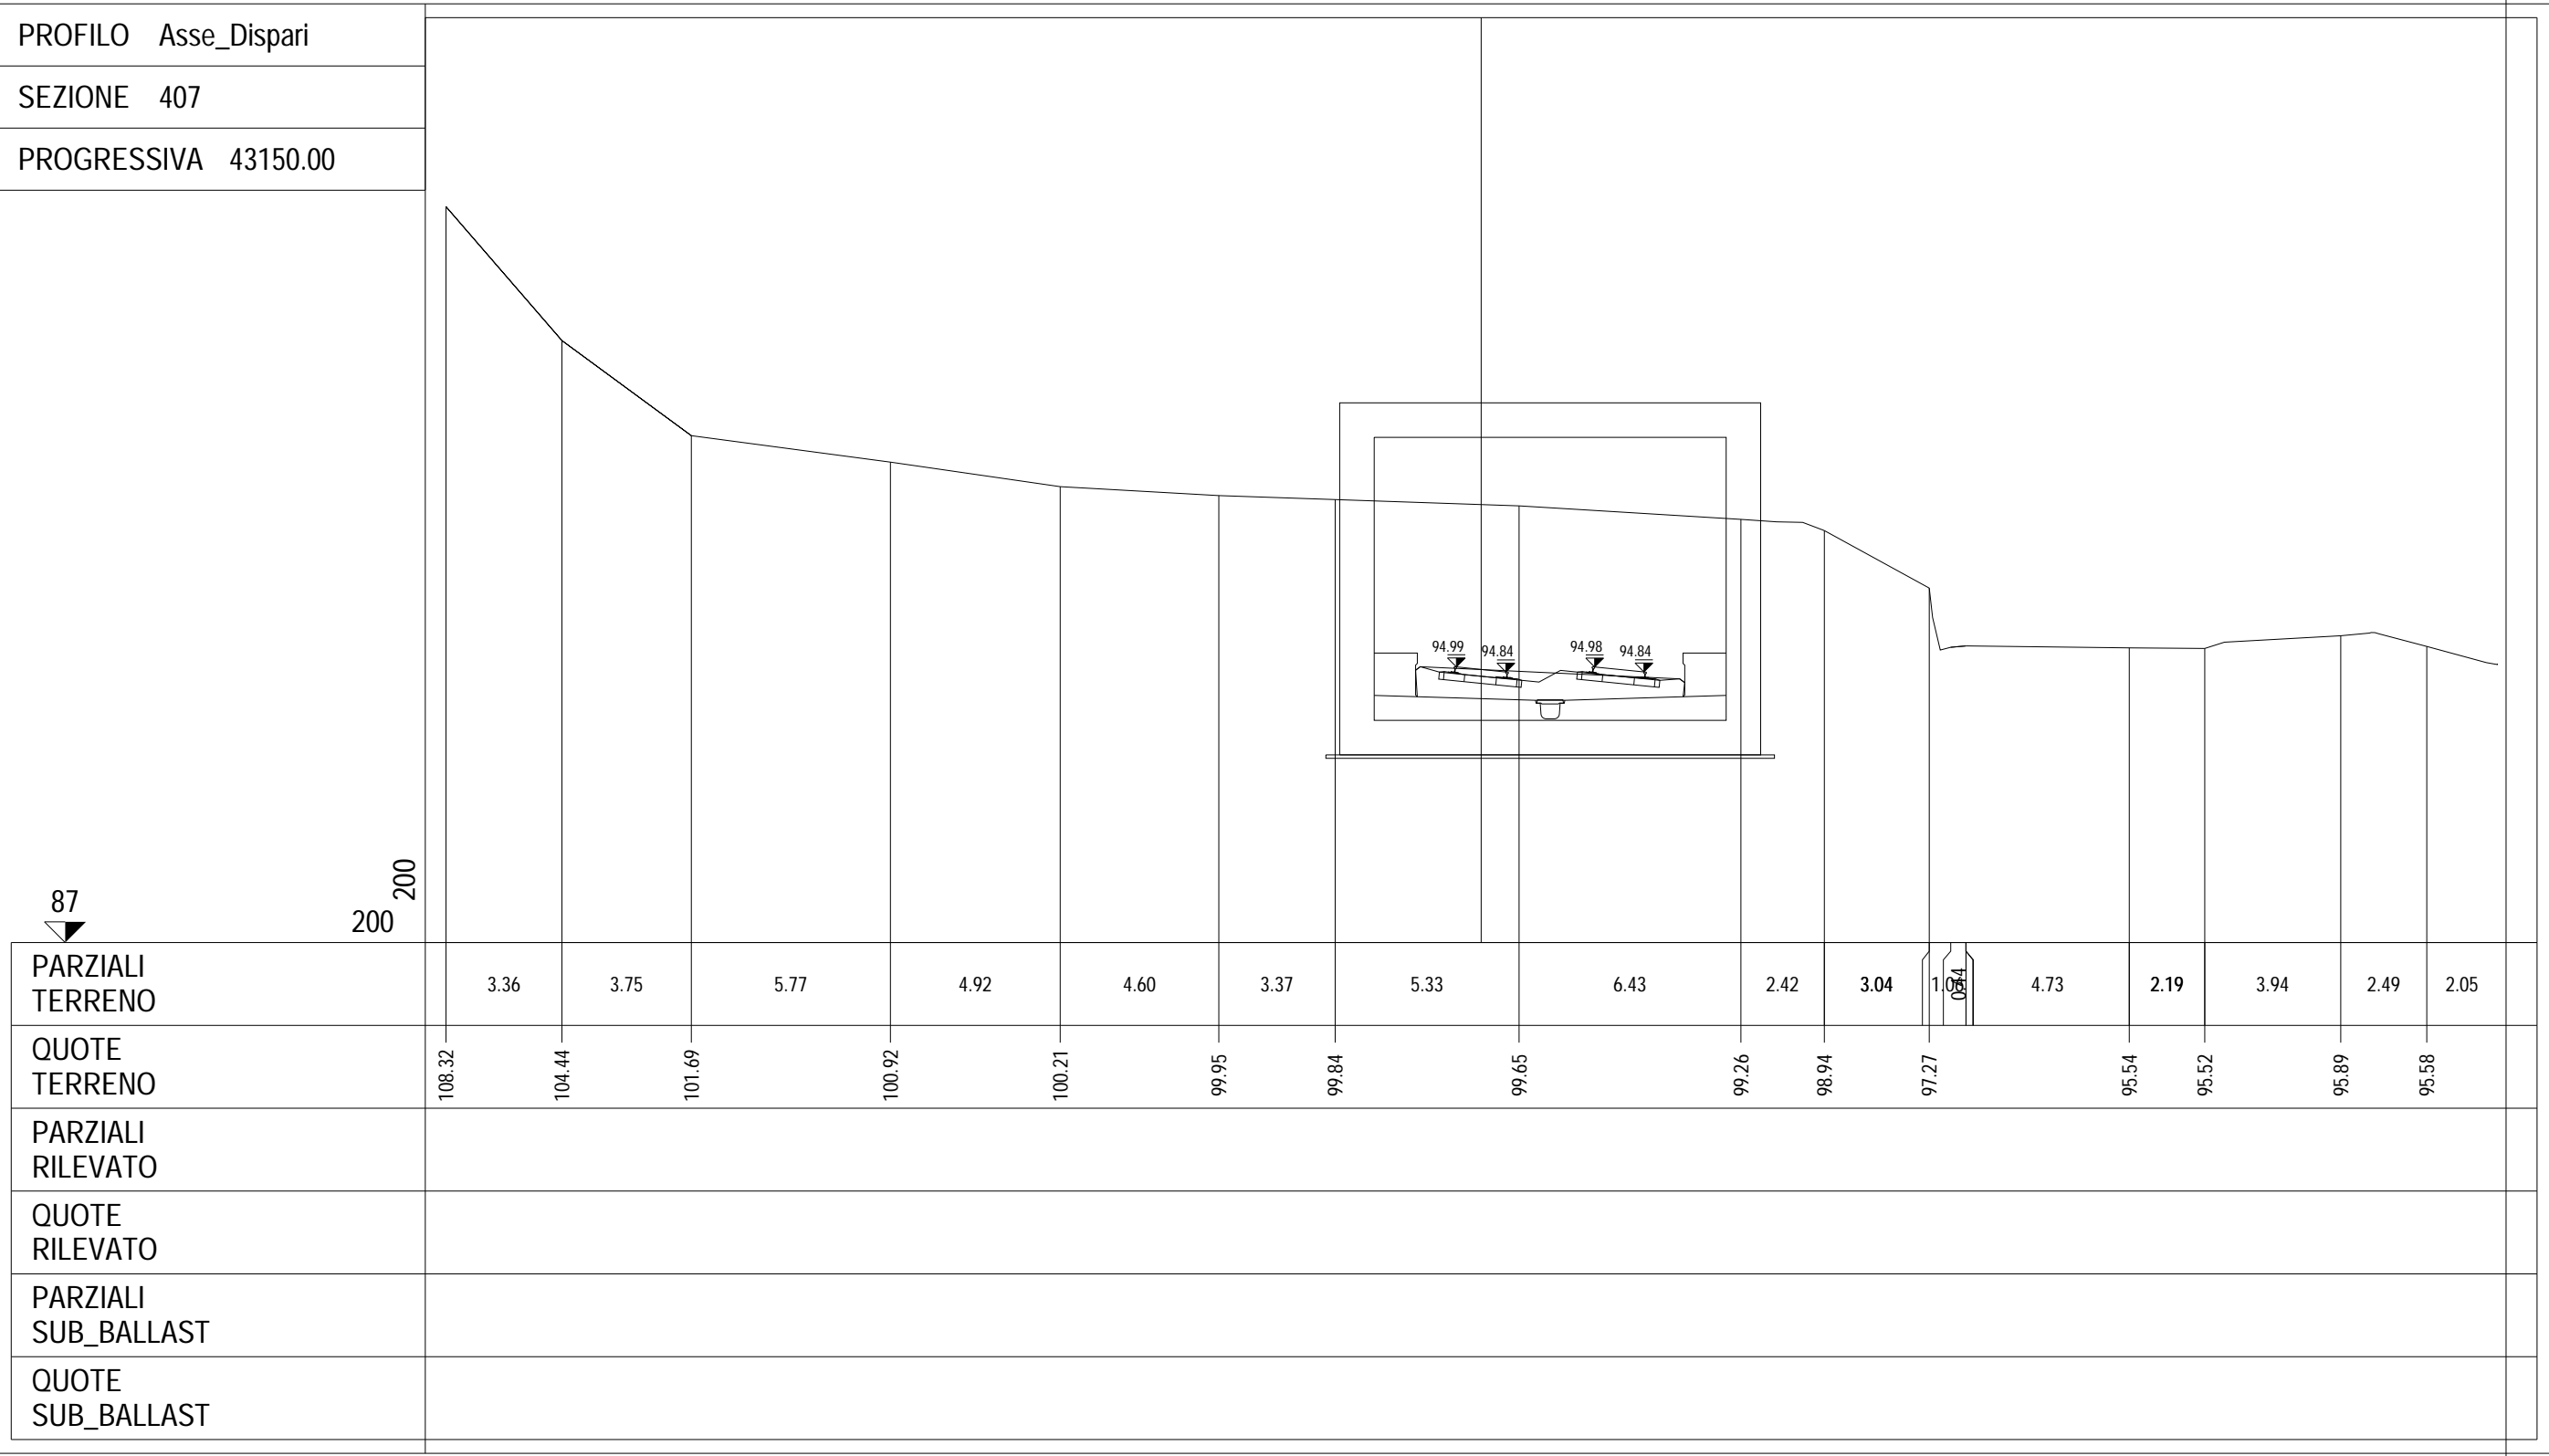 PROFILO Asse_Dispari
SEZIONE 407
PROGRESSIVA 43150.00
94.99 94.84 94.98 94.84
200
87
200
PARZIALI
TERRENO
3.36 3.75 5.77 4.92 4.60 3.37 5.33 6.43 2.42 3.04 0.44 4.73 2.19 3.94 2.49 2.05
QUOTE
TERRENO
108.32 104.44 101.69 100.92 100.21 99.95 99.84 99.65 99.26 98.94 97.27 95.54 95.52 95.89 95.58
PARZIALI
RILEVATO
QUOTE
RILEVATO
PARZIALI
SUB_BALLAST
QUOTE
SUB_BALLAST